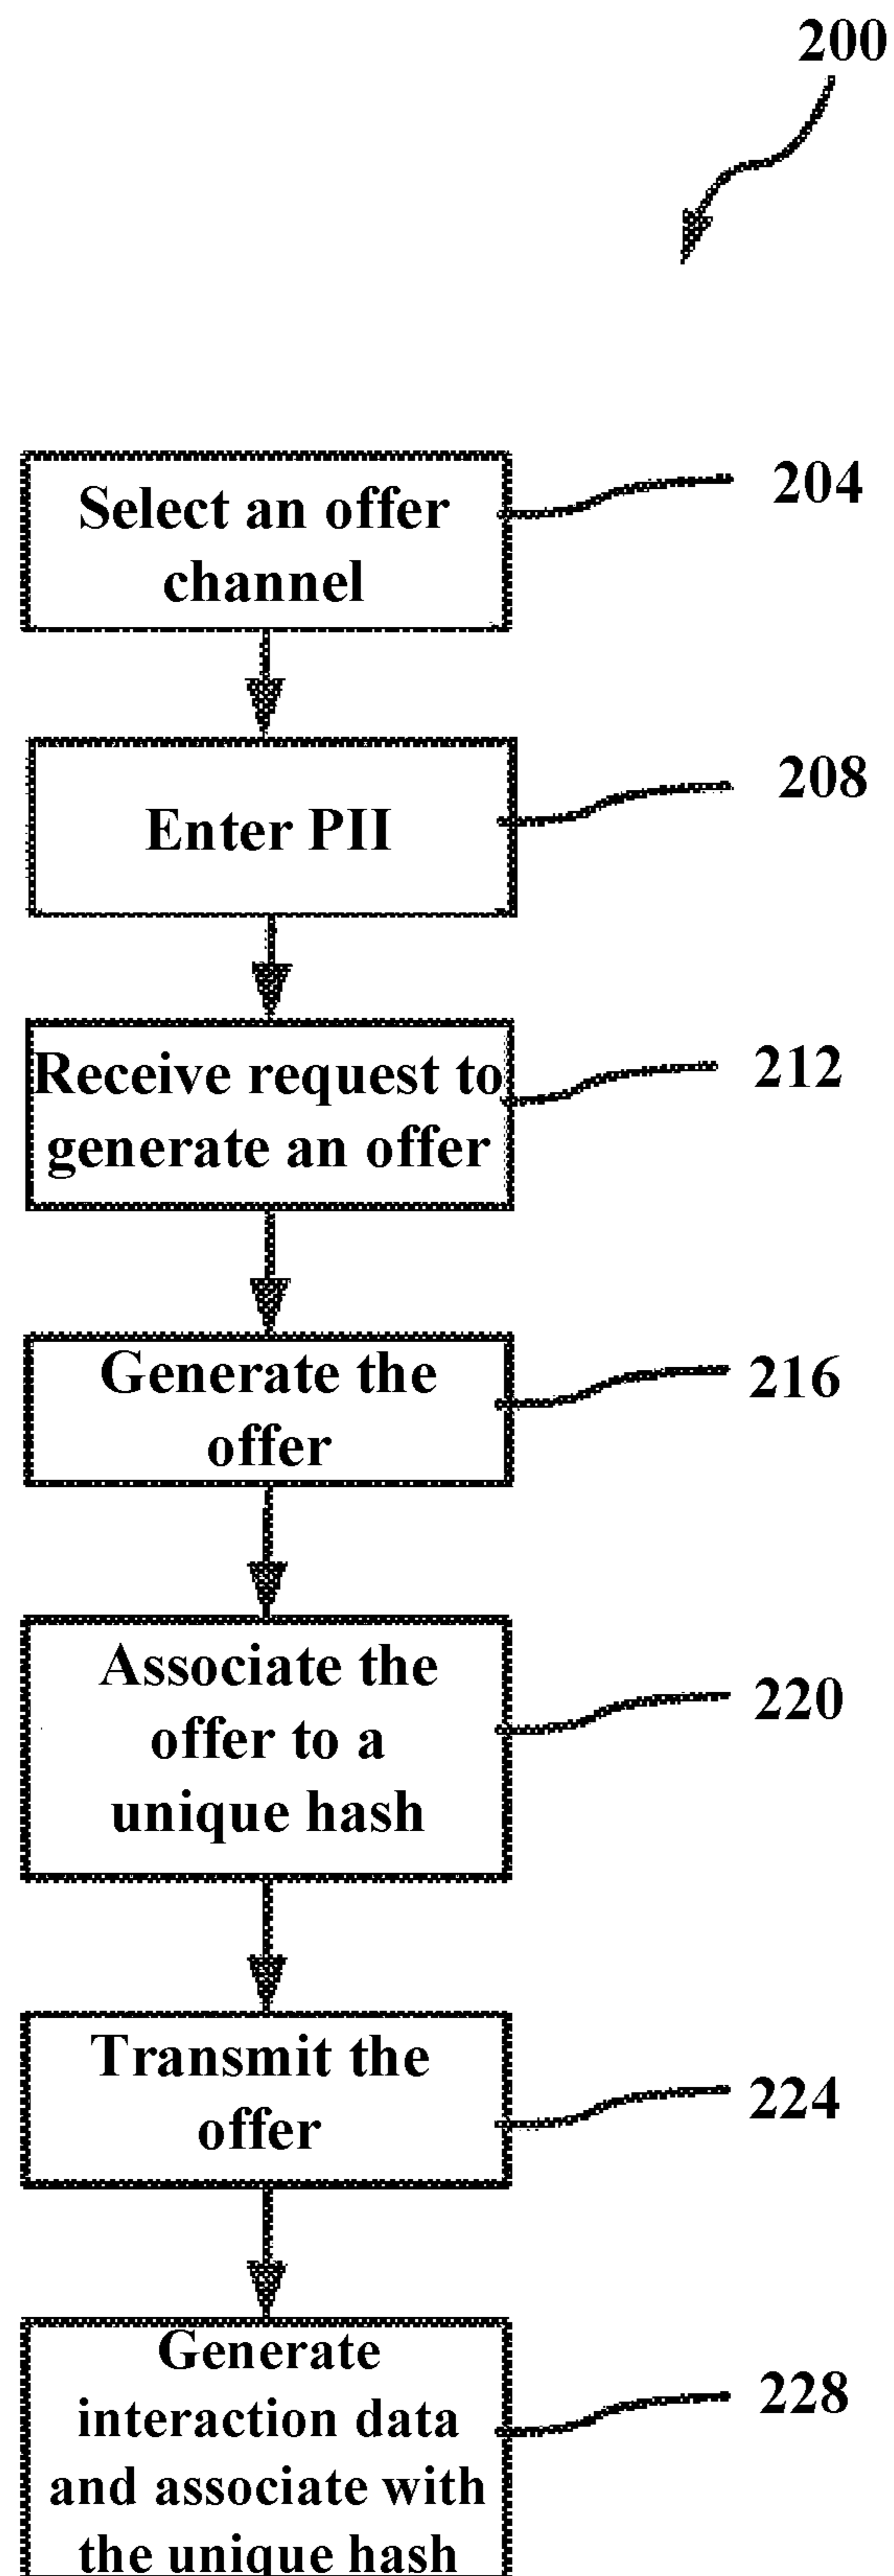 200
Select an offer
channel
204
Enter PII
208
Receive request to
generate an offer
212
Generate the
offer
216
Associate the
offer to a
unique hash
220
Transmit the
offer
224
Generate
interaction data
and associate with
the unique hash
228